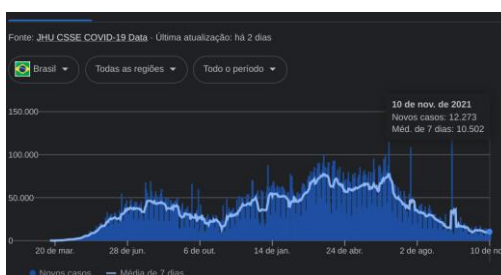 Fonte: JHU CSSE COVID-19 Data · Última atualização: há 2 dias
Brasil
Todas as regiões
Todo o período
10 de nov. de 2021
Novos casos: 12.273
Méd. de 7 dias: 10.502
150.000
100.000
50.000
0
20 de mar.
28 de jun.
6 de out.
14 de jan.
24 de abr.
2 de ago.
10 de no
Novos casos
Média de 7 dias